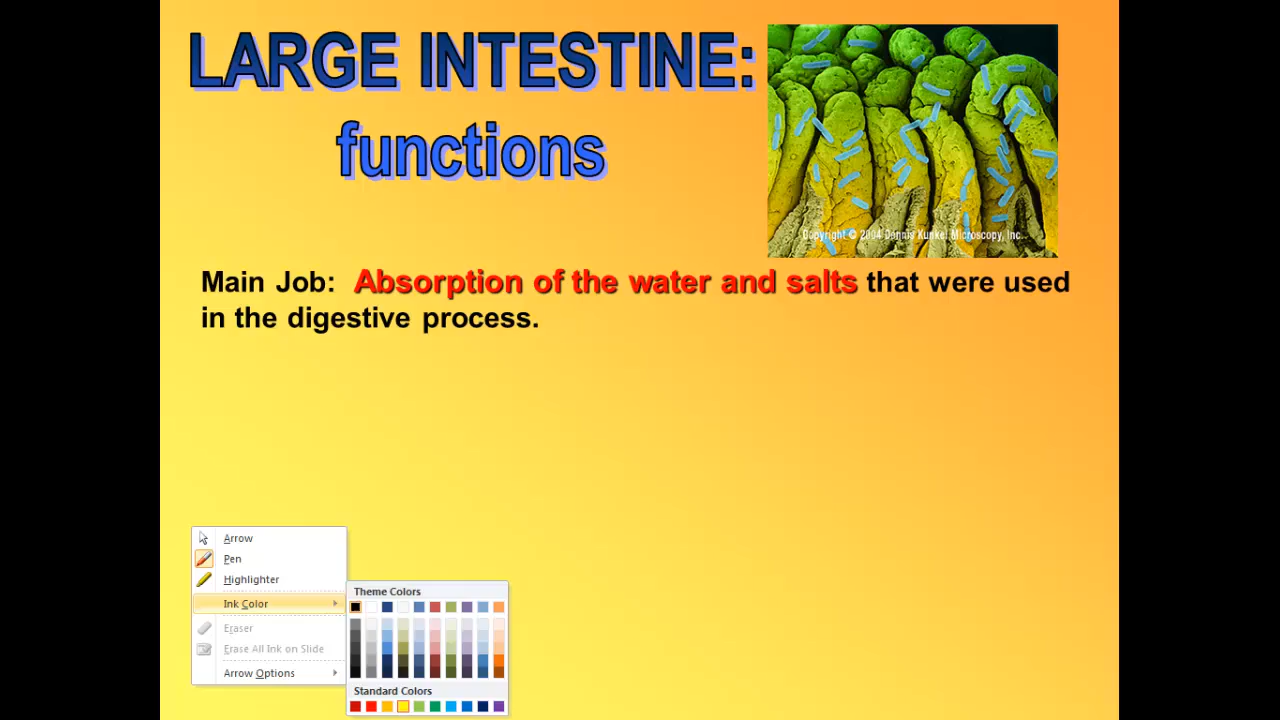 LARGE INTESTINE:
functions
Copyright © 2004 Dennis Kunkel Microscopy, Inc.
Main Job: Absorption of the water and salts that were used
in the digestive process.
Arrow
Pen
Highlighter
Ink Color
Eraser
Erase All Ink on Slide
Arrow Options
Theme Colors
Standard Colors